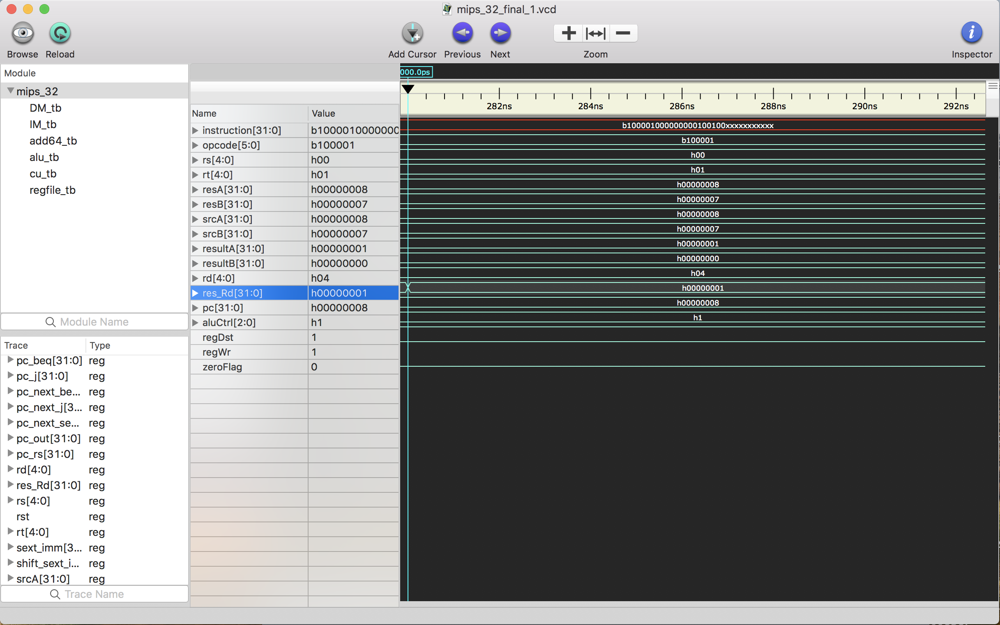 mips_32_final_1.vcd
Browse Reload Add Cursor Previous Next Zoom Inspector
Module
mips_32
DM_tb
IM_tb
add64_tb
alu_tb
cu_tb
regfile_tb
Module Name
Trace Type
pc_beq[31:0] reg
pc_j[31:0] reg
pc_next_be... reg
pc_next_j[3... reg
pc_next_se... reg
pc_out[31:0] reg
pc_rs[31:0] reg
rd[4:0] reg
res_Rd[31:0] reg
rs[4:0] reg
rst reg
rt[4:0] reg
sext_imm[3... reg
shift_sext_i... reg
srcA[31:0] reg
Trace Name
Name Value
instruction[31:0] b1000010000000
opcode[5:0] b100001
rs[4:0] h00
rt[4:0] h01
resA[31:0] h00000008
resB[31:0] h00000007
srcA[31:0] h00000008
srcB[31:0] h00000007
resultA[31:0] h00000001
resultB[31:0] h00000000
rd[4:0] h04
res_Rd[31:0] h00000001
pc[31:0] h00000008
aluCtrl[2:0] h1
regDst 1
regWr 1
zeroFlag 0
000.0ps
282ns 284ns 286ns 288ns 290ns 292ns
b100001000000000100100xxxxxxxxxxx
b100001
h00
h01
h00000008
h00000007
h00000008
h00000007
h00000001
h00000000
h04
h00000001
h00000008
h1